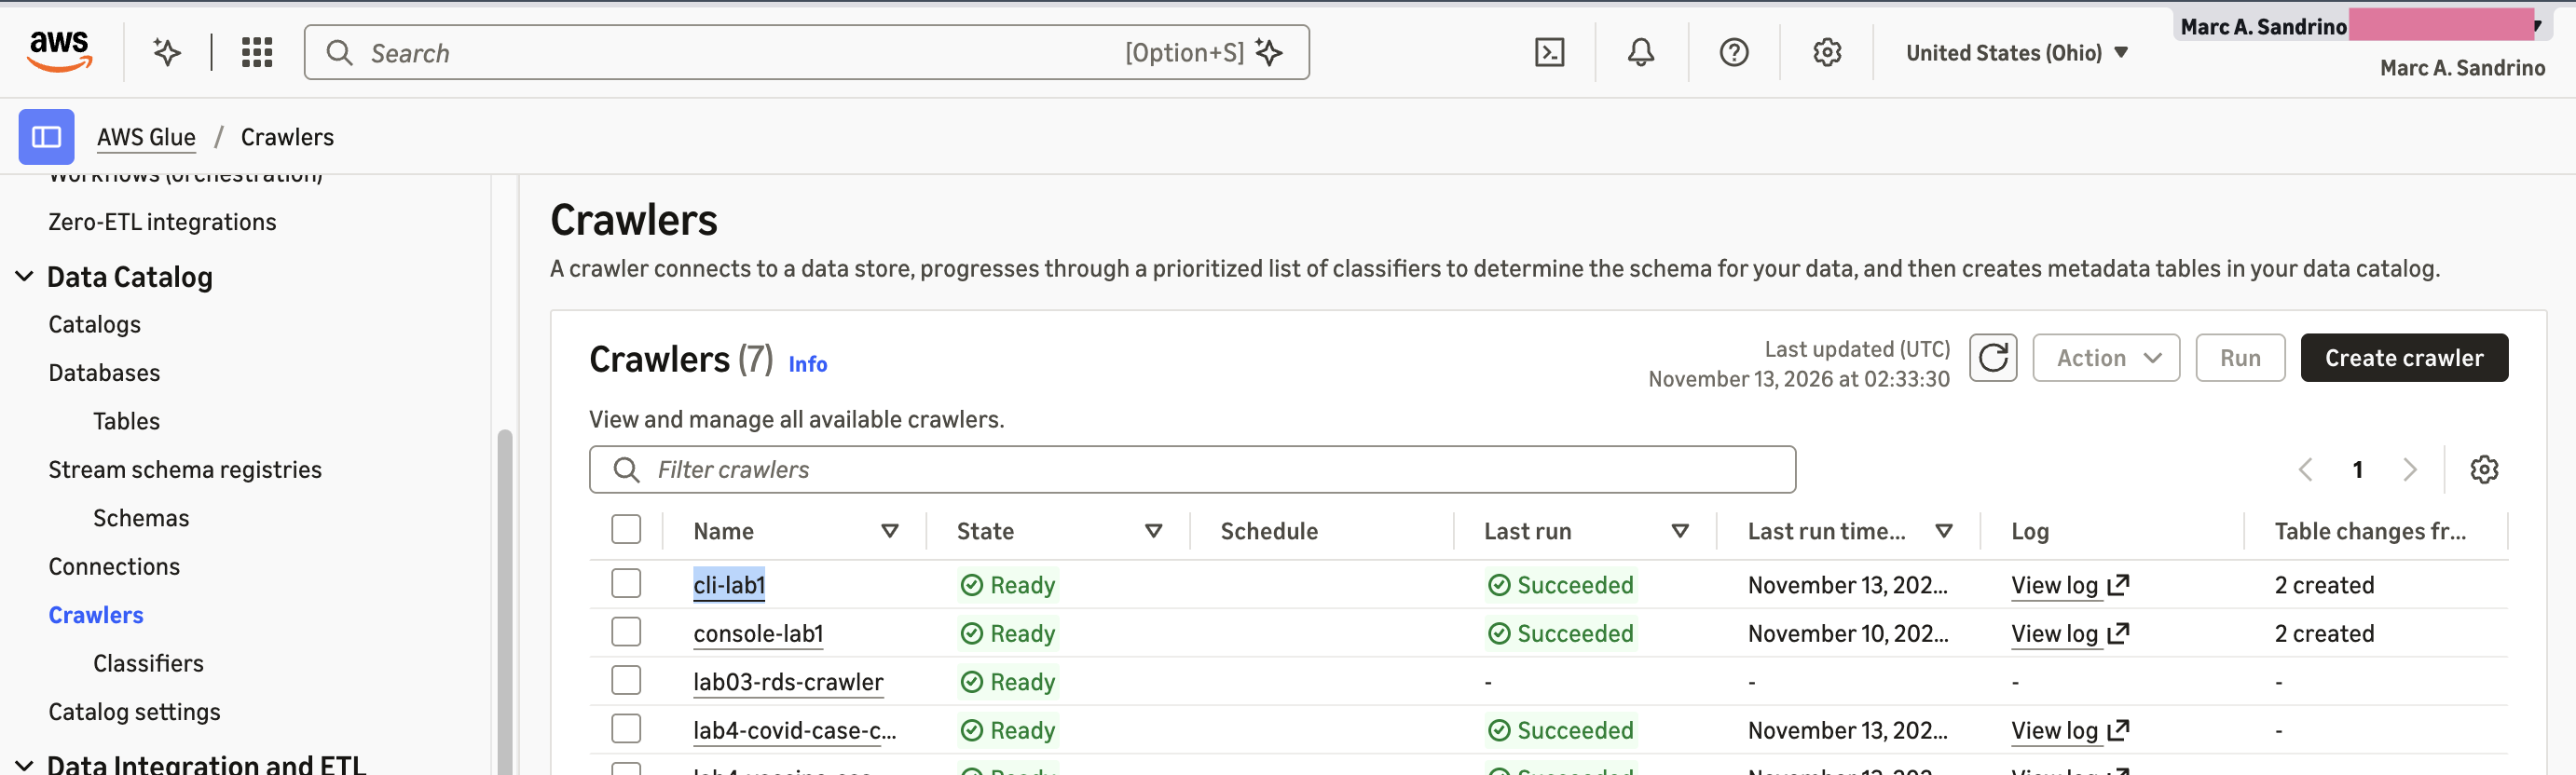 aws
Search [Option+S]
United States (Ohio)
Marc A. Sandrino
Marc A. Sandrino
AWS Glue / Crawlers
Workflows (orchestration)
Zero-ETL integrations
Data Catalog
Catalogs
Databases
Tables
Stream schema registries
Schemas
Connections
Crawlers
Classifiers
Catalog settings
Data Integration and ETL
Crawlers
A crawler connects to a data store, progresses through a prioritized list of classifiers to determine the schema for your data, and then creates metadata tables in your data catalog.
Crawlers (7) Info
Last updated (UTC)
November 13, 2026 at 02:33:30
Action Run Create crawler
View and manage all available crawlers.
Filter crawlers
1
Name State Schedule Last run Last run time... Log Table changes fr...
cli-lab1 Ready Succeeded November 13, 202... View log 2 created
console-lab1 Ready Succeeded November 10, 202... View log 2 created
lab03-rds-crawler Ready - - - -
lab4-covid-case-c... Ready Succeeded November 13, 202... View log -